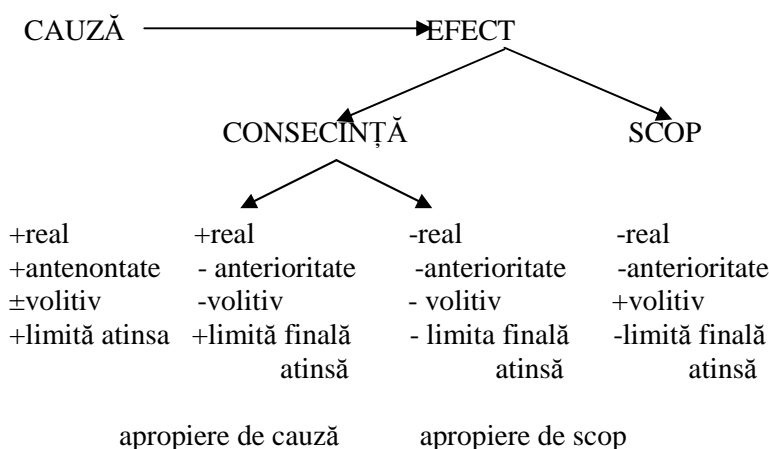 CAUZĂ EFECT
CONSECINȚĂ SCOP
+real +real -real -real
+antenontate - anterioritate -anterioritate -anterioritate
±volitiv -volitiv - volitiv +volitiv
+limită atinsa +limită finală - limita finală -limită finală
atinsă atinsă atinsă
apropiere de cauză apropiere de scop